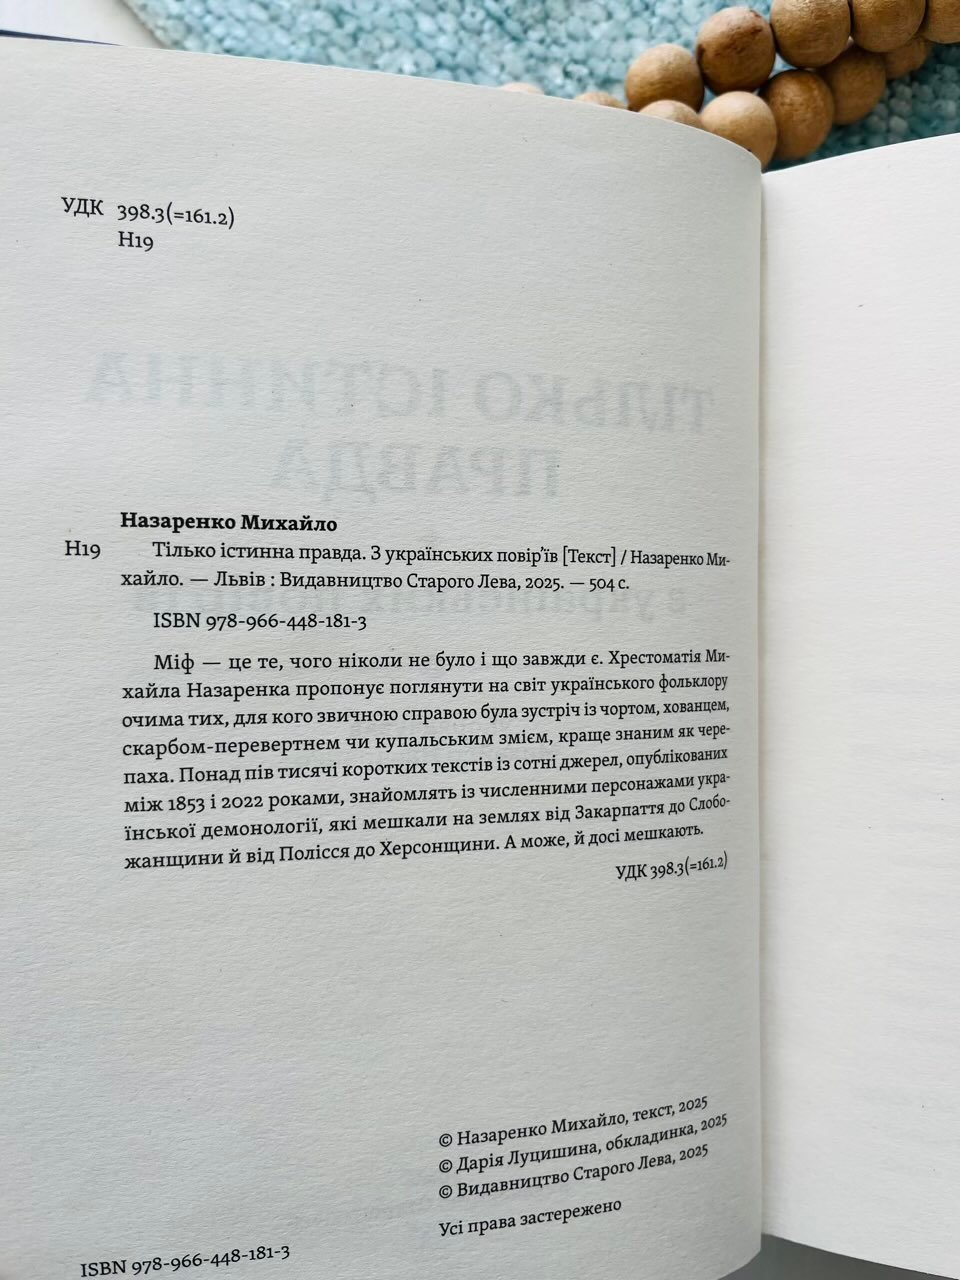 УДК 398.3(=161.2)
Н19
ТІЛЬКО ІСТИННА
ПРАВДА
Назаренко Михайло
Н19 Тілько істинна правда. З українських повір’їв [Текст] / Назаренко Ми-
хайло. — Львів : Видавництво Старого Лева, 2025. — 504 с.
ISBN 978-966-448-181-3
Міф — це те, чого ніколи не було і що завжди є. Хрестоматія Ми-
хайла Назаренка пропонує поглянути на світ українського фольклору
очима тих, для кого звичною справою була зустріч із чортом, хованцем,
скарбом-перевертнем чи купальським змієм, краще знаним як чере-
паха. Понад пів тисячі коротких текстів із сотні джерел, опублікованих
між 1853 і 2022 роками, знайомлять із численними персонажами укра-
їнської демонології, які мешкали на землях від Закарпаття до Слобо-
жанщини й від Полісся до Херсонщини. А може, й досі мешкають.
УДК 398.3(=161.2)
© Назаренко Михайло, текст, 2025
© Дарія Луцишина, обкладинка, 2025
© Видавництво Старого Лева, 2025
Усі права застережено
ISBN 978-966-448-181-3